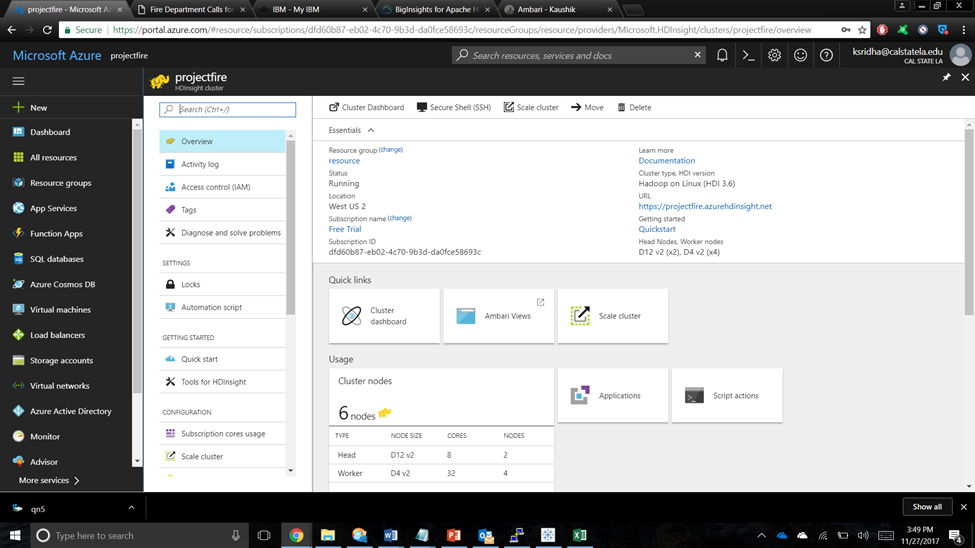 projectfire - Microsoft Az
Fire Department Calls for
IBM - My IBM
BigInsights for Apache H
Ambari - Kaushik
Secure
https://portal.azure.com/#resource/subscriptions/dfd60b87-eb02-4c70-9b3d-da0fce58693c/resourceGroups/resource/providers/Microsoft.HDInsight/clusters/projectfire/overview
Microsoft Azure projectfire
Search resources, services and docs
ksridha@calstatela.edu
CAL STATE LA
projectfire
HDInsight cluster
New
Dashboard
All resources
Resource groups
App Services
Function Apps
SQL databases
Azure Cosmos DB
Virtual machines
Load balancers
Storage accounts
Virtual networks
Azure Active Directory
Monitor
Advisor
More services
Search (Ctrl+/)
Overview
Activity log
Access control (IAM)
Tags
Diagnose and solve problems
SETTINGS
Locks
Automation script
GETTING STARTED
Quick start
Tools for HDInsight
CONFIGURATION
Subscription cores usage
Scale cluster
Cluster Dashboard
Secure Shell (SSH)
Scale cluster
Move
Delete
Essentials
Resource group (change)
resource
Status
Running
Location
West US 2
Subscription name (change)
Free Trial
Subscription ID
dfd60b87-eb02-4c70-9b3d-da0fce58693c
Learn more
Documentation
Cluster type, HDI version
Hadoop on Linux (HDI 3.6)
URL
https://projectfire.azurehdinsight.net
Getting started
Quickstart
Head Nodes, Worker nodes
D12 v2 (x2), D4 v2 (x4)
Quick links
Cluster
dashboard
Ambari Views
Scale cluster
Usage
Cluster nodes
6 nodes
TYPE NODE SIZE CORES NODES
Head D12 v2 8 2
Worker D4 v2 32 4
Applications
Script actions
qn5
Show all
Type here to search
3:49 PM
11/27/2017
4